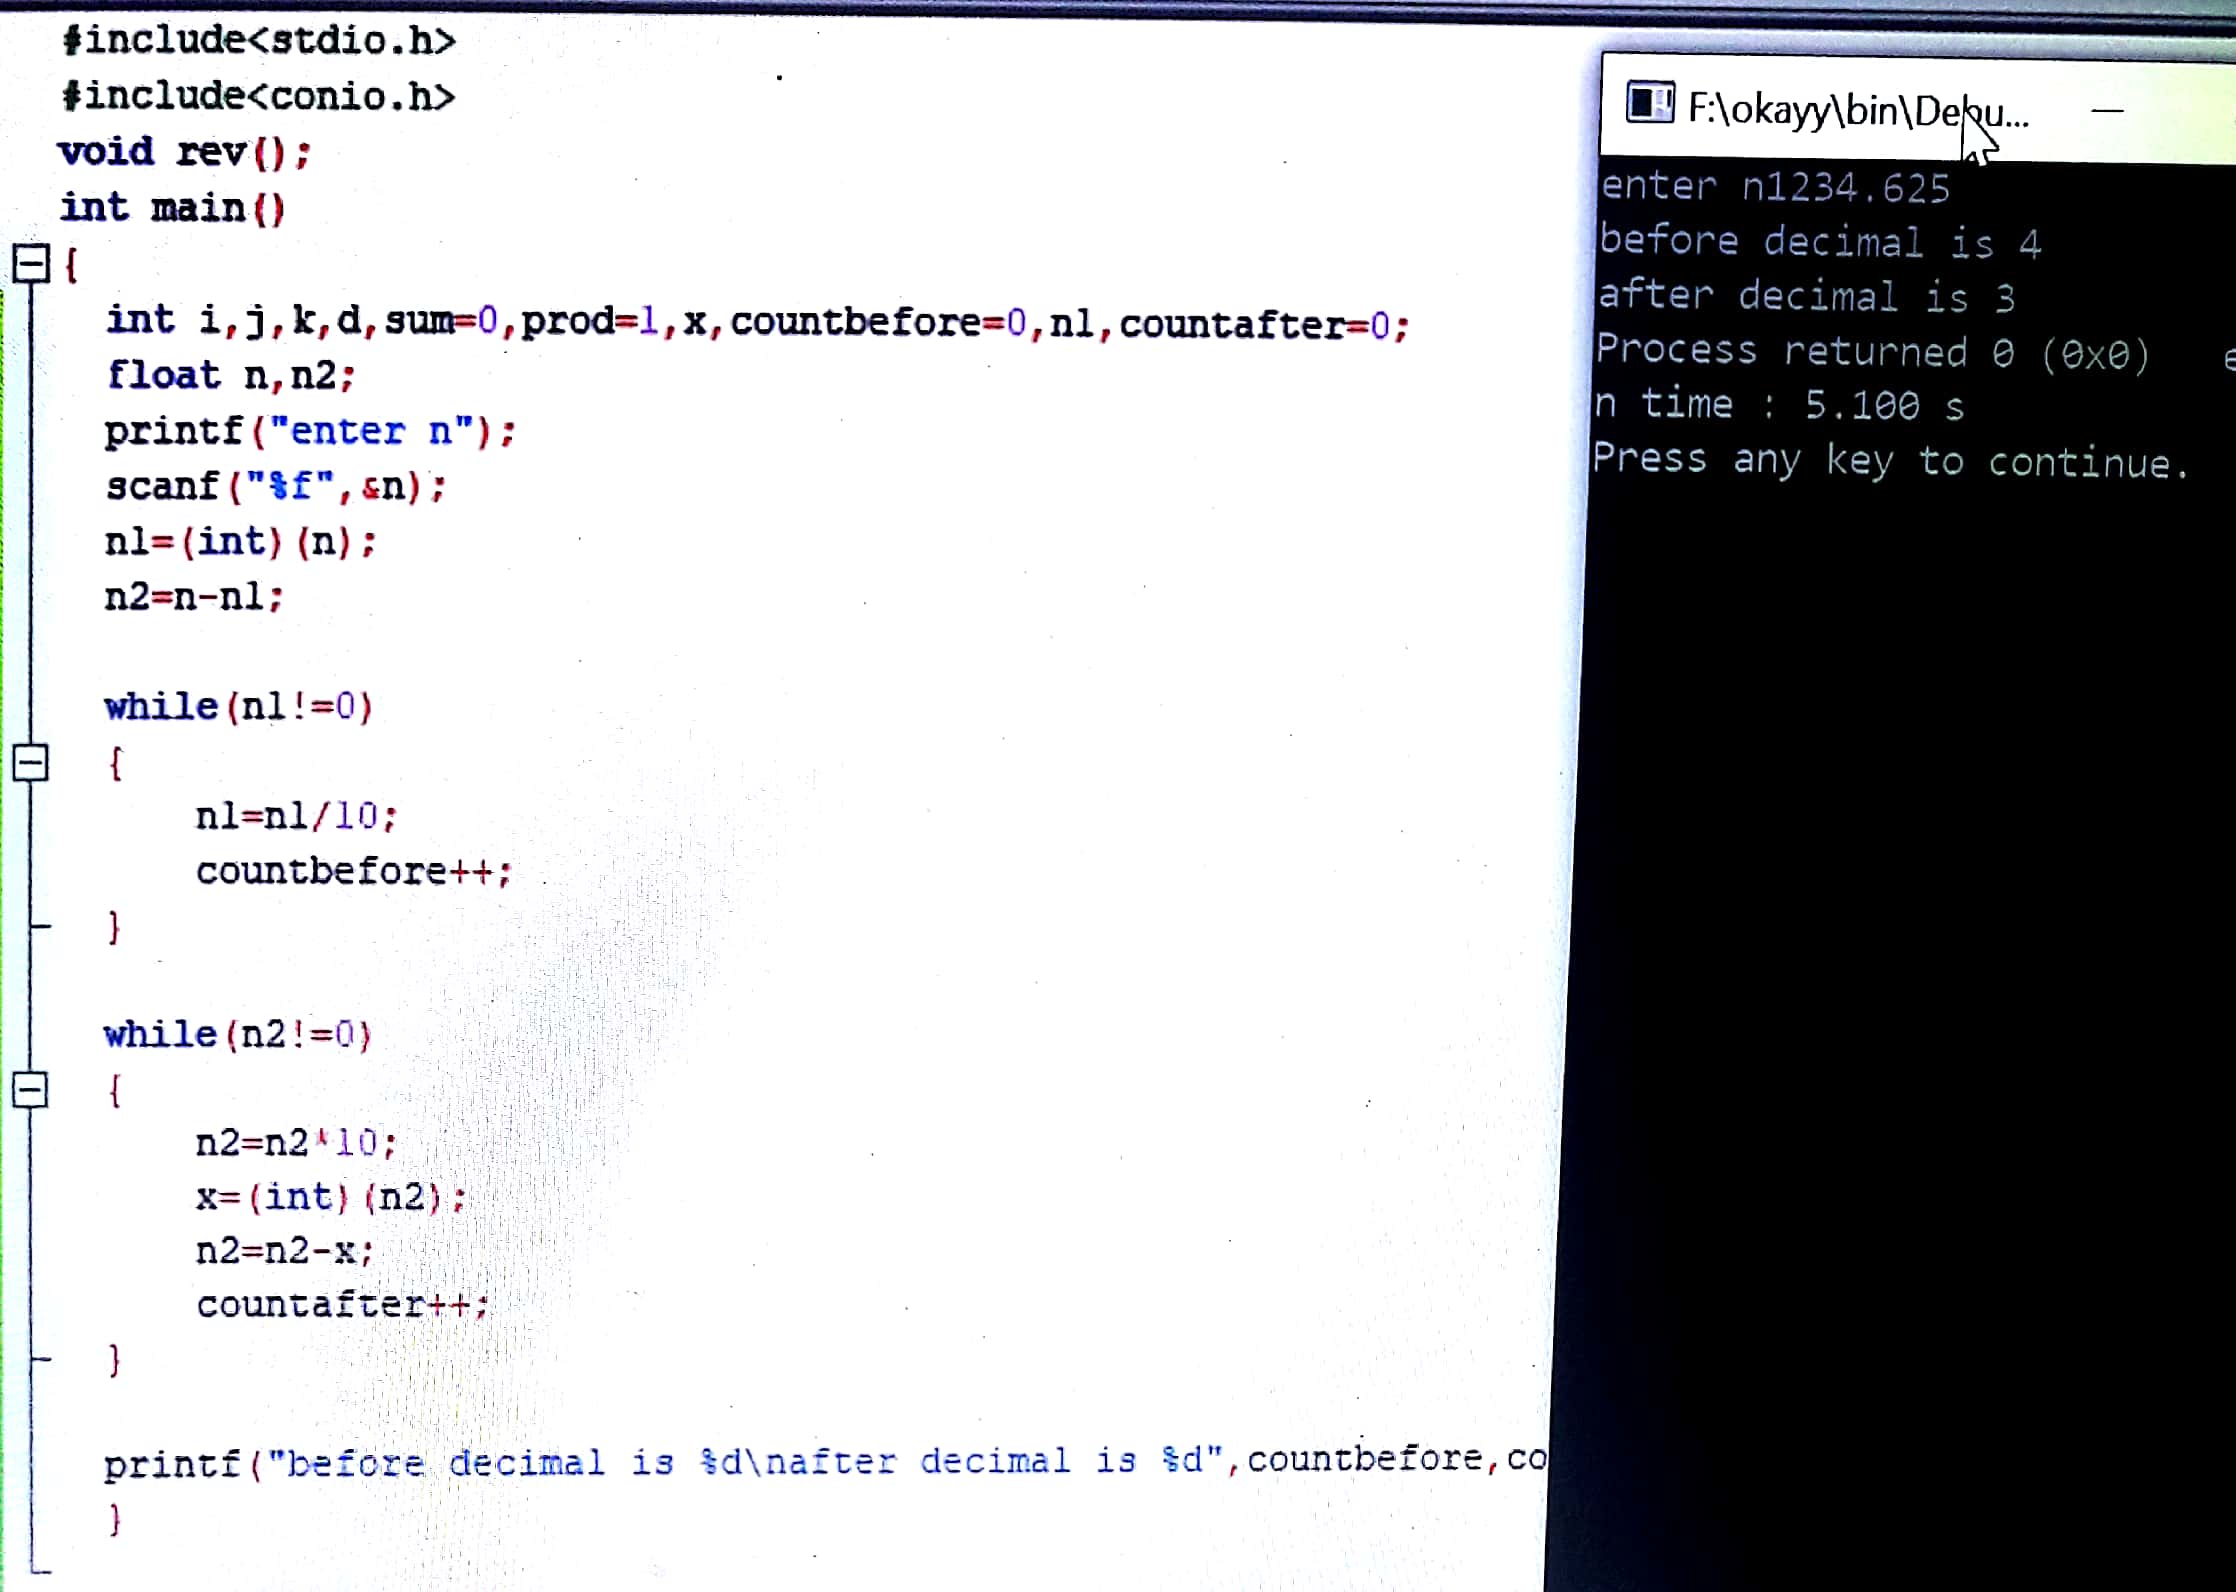 #include<stdio.h>
#include<conio.h>
void rev();
int main()
{
int i,j,k,d,sum=0,prod=1,x,countbefore=0,n1,countafter=0;
float n,n2;
printf("enter n");
scanf("%f",&n);
n1=(int)(n);
n2=n-n1;
while(n1!=0)
{
n1=n1/10;
countbefore++;
}
while(n2!=0)
{
n2=n2*10;
x=(int)(n2);
n2=n2-x;
countafter++;
}
printf("before decimal is %d\nafter decimal is %d",countbefore,co
}
F:\okayy\bin\Debu...
enter n1234.625
before decimal is 4
after decimal is 3
Process returned 0 (0x0) e
n time : 5.100 s
Press any key to continue.